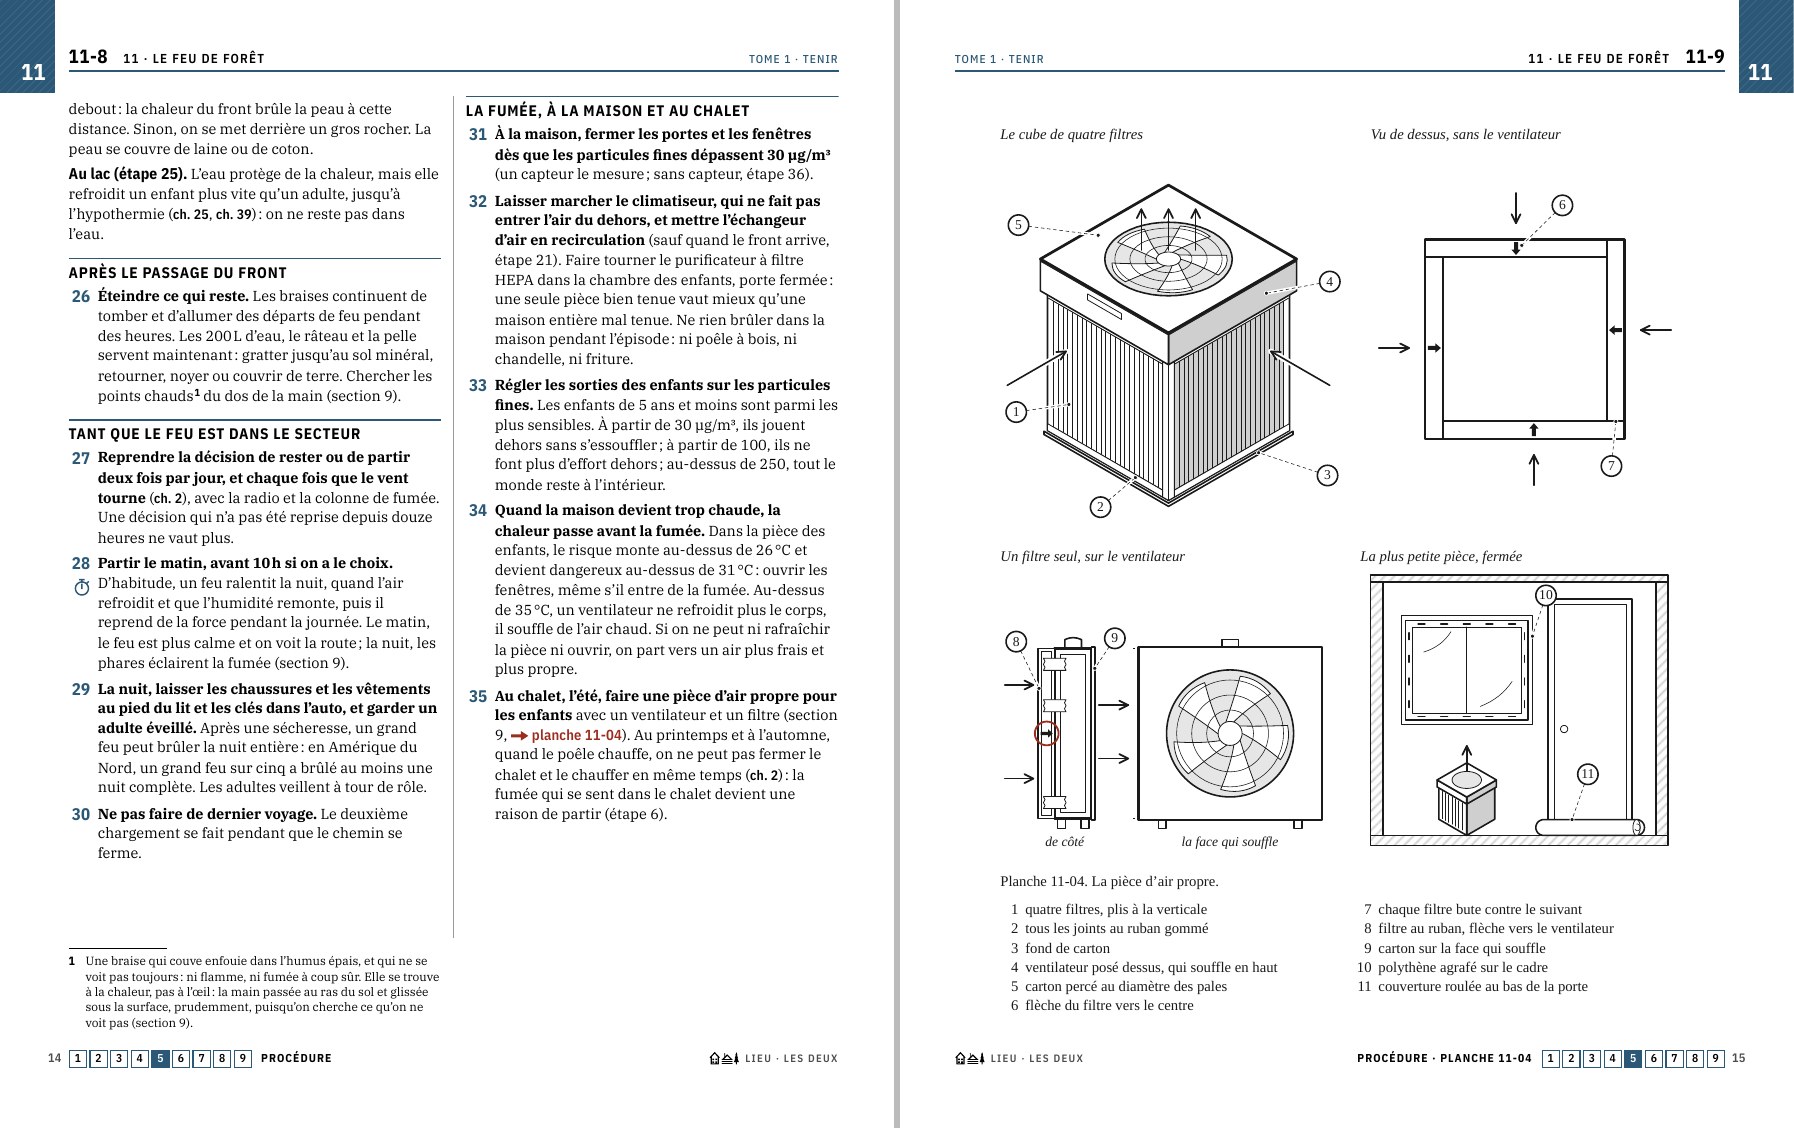 11
11-8 11 · LE FEU DE FORÊT
TOME 1 · TENIR
debout : la chaleur du front brûle la peau à cette
distance. Sinon, on se met derrière un gros rocher. La
peau se couvre de laine ou de coton.
Au lac (étape 25). L’eau protège de la chaleur, mais elle
refroidit un enfant plus vite qu’un adulte, jusqu’à
l’hypothermie (ch. 25, ch. 39) : on ne reste pas dans
l’eau.
APRÈS LE PASSAGE DU FRONT
26 Éteindre ce qui reste. Les braises continuent de
tomber et d’allumer des départs de feu pendant
des heures. Les 200 L d’eau, le râteau et la pelle
servent maintenant : gratter jusqu’au sol minéral,
retourner, noyer ou couvrir de terre. Chercher les
points chauds¹ du dos de la main (section 9).
TANT QUE LE FEU EST DANS LE SECTEUR
27 Reprendre la décision de rester ou de partir
deux fois par jour, et chaque fois que le vent
tourne (ch. 2), avec la radio et la colonne de fumée.
Une décision qui n’a pas été reprise depuis douze
heures ne vaut plus.
28 Partir le matin, avant 10 h si on a le choix.
D’habitude, un feu ralentit la nuit, quand l’air
refroidit et que l’humidité remonte, puis il
reprend de la force pendant la journée. Le matin,
le feu est plus calme et on voit la route ; la nuit, les
phares éclairent la fumée (section 9).
29 La nuit, laisser les chaussures et les vêtements
au pied du lit et les clés dans l’auto, et garder un
adulte éveillé. Après une sécheresse, un grand
feu peut brûler la nuit entière : en Amérique du
Nord, un grand feu sur cinq a brûlé au moins une
nuit complète. Les adultes veillent à tour de rôle.
30 Ne pas faire de dernier voyage. Le deuxième
chargement se fait pendant que le chemin se
ferme.
1 Une braise qui couve enfouie dans l’humus épais, et qui ne se
voit pas toujours : ni flamme, ni fumée à coup sûr. Elle se trouve
à la chaleur, pas à l’œil : la main passée au ras du sol et glissée
sous la surface, prudemment, puisqu’on cherche ce qu’on ne
voit pas (section 9).
LA FUMÉE, À LA MAISON ET AU CHALET
31 À la maison, fermer les portes et les fenêtres
dès que les particules fines dépassent 30 µg/m³
(un capteur le mesure ; sans capteur, étape 36).
32 Laisser marcher le climatiseur, qui ne fait pas
entrer l’air du dehors, et mettre l’échangeur
d’air en recirculation (sauf quand le front arrive,
étape 21). Faire tourner le purificateur à filtre
HEPA dans la chambre des enfants, porte fermée :
une seule pièce bien tenue vaut mieux qu’une
maison entière mal tenue. Ne rien brûler dans la
maison pendant l’épisode : ni poêle à bois, ni
chandelle, ni friture.
33 Régler les sorties des enfants sur les particules
fines. Les enfants de 5 ans et moins sont parmi les
plus sensibles. À partir de 30 µg/m³, ils jouent
dehors sans s’essouffler ; à partir de 100, ils ne
font plus d’effort dehors ; au-dessus de 250, tout le
monde reste à l’intérieur.
34 Quand la maison devient trop chaude, la
chaleur passe avant la fumée. Dans la pièce des
enfants, le risque monte au-dessus de 26 °C et
devient dangereux au-dessus de 31 °C : ouvrir les
fenêtres, même s’il entre de la fumée. Au-dessus
de 35 °C, un ventilateur ne refroidit plus le corps,
il souffle de l’air chaud. Si on ne peut ni rafraîchir
la pièce ni ouvrir, on part vers un air plus frais et
plus propre.
35 Au chalet, l’été, faire une pièce d’air propre pour
les enfants avec un ventilateur et un filtre (section
9, ➡ planche 11-04). Au printemps et à l’automne,
quand le poêle chauffe, on ne peut pas fermer le
chalet et le chauffer en même temps (ch. 2) : la
fumée qui se sent dans le chalet devient une
raison de partir (étape 6).
14 1 2 3 4 5 6 7 8 9 PROCÉDURE
LIEU · LES DEUX
TOME 1 · TENIR
11 · LE FEU DE FORÊT 11-9
11
Le cube de quatre filtres
Vu de dessus, sans le ventilateur
5
4
1
3
2
6
7
Un filtre seul, sur le ventilateur
La plus petite pièce, fermée
8
9
10
11
de côté
la face qui souffle
Planche 11-04. La pièce d’air propre.
1 quatre filtres, plis à la verticale
2 tous les joints au ruban gommé
3 fond de carton
4 ventilateur posé dessus, qui souffle en haut
5 carton percé au diamètre des pales
6 flèche du filtre vers le centre
7 chaque filtre bute contre le suivant
8 filtre au ruban, flèche vers le ventilateur
9 carton sur la face qui souffle
10 polythène agrafé sur le cadre
11 couverture roulée au bas de la porte
LIEU · LES DEUX
PROCÉDURE · PLANCHE 11-04 1 2 3 4 5 6 7 8 9 15